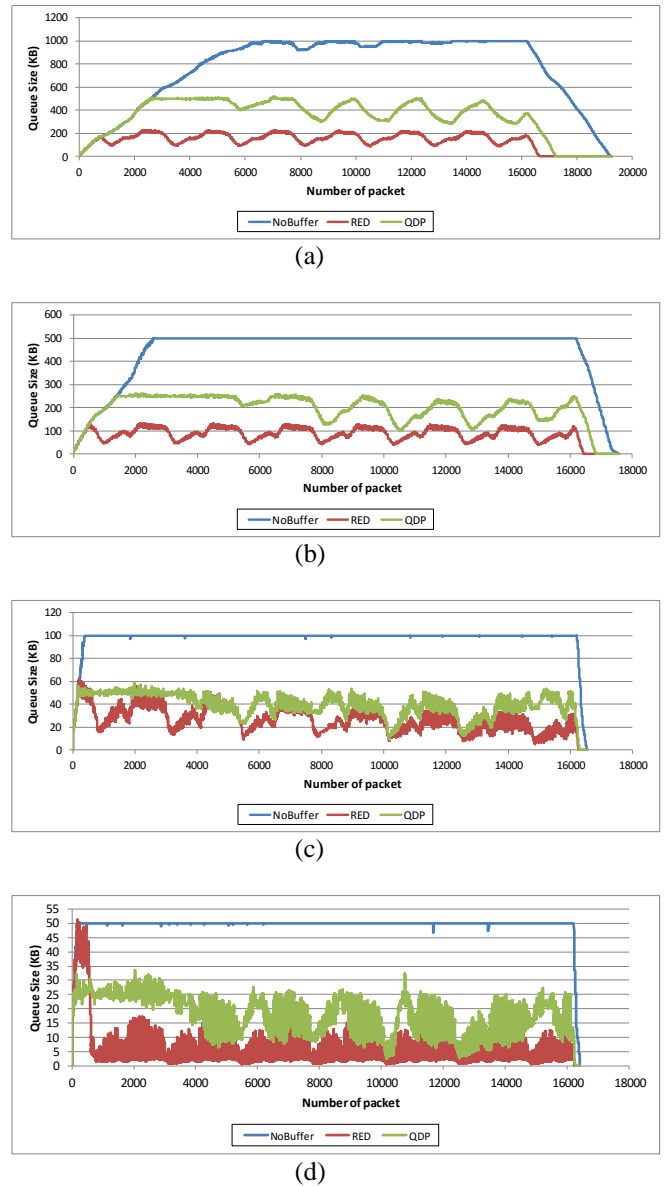 1200
1000
800
600
400
200
0
Queue Size (KB)
0 2000 4000 6000 8000 10000 12000 14000 16000 18000 20000
Number of packet
NoBuffer RED QDP
(a)
600
500
400
300
200
100
0
Queue Size (KB)
0 2000 4000 6000 8000 10000 12000 14000 16000 18000
Number of packet
NoBuffer RED QDP
(b)
120
100
80
60
40
20
0
Queue Size (KB)
0 2000 4000 6000 8000 10000 12000 14000 16000 18000
Number of packet
NoBuffer RED QDP
(c)
55
50
45
40
35
30
25
20
15
10
5
0
Queue Size (KB)
0 2000 4000 6000 8000 10000 12000 14000 16000 18000
Number of packet
NoBuffer RED QDP
(d)